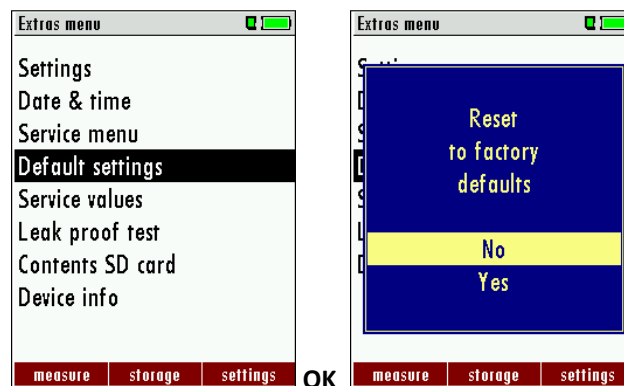 Extras menu
Settings
Date & time
Service menu
Default settings
Service values
Leak proof test
Contents SD card
Device info
measure storage settings
OK
Extras menu
Reset
to factory
defaults
No
Yes
measure storage settings